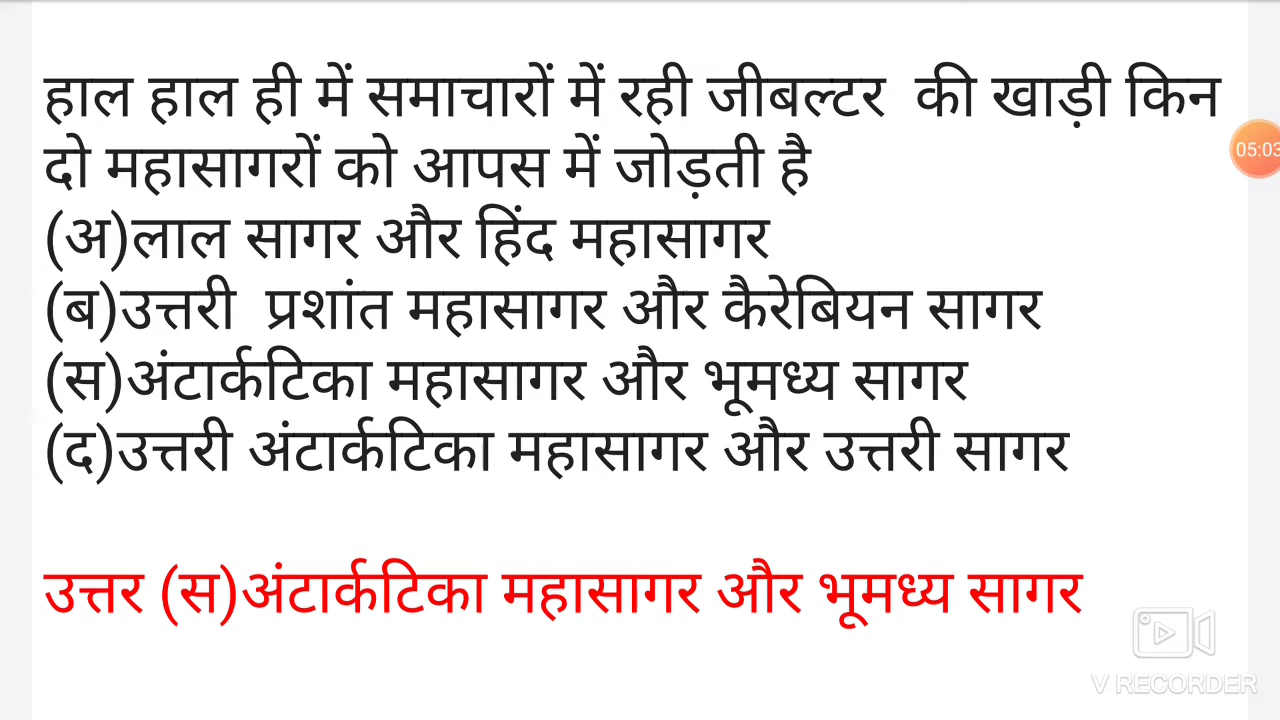 हाल हाल ही में समाचारों में रही जीबल्टर की खाड़ी किन
दो महासागरों को आपस में जोड़ती है
(अ)लाल सागर और हिंद महासागर
(ब)उत्तरी प्रशांत महासागर और कैरेबियन सागर
(स)अंटार्कटिका महासागर और भूमध्य सागर
(द)उत्तरी अंटार्कटिका महासागर और उत्तरी सागर
उत्तर (स)अंटार्कटिका महासागर और भूमध्य सागर
05:03
V RECORDER